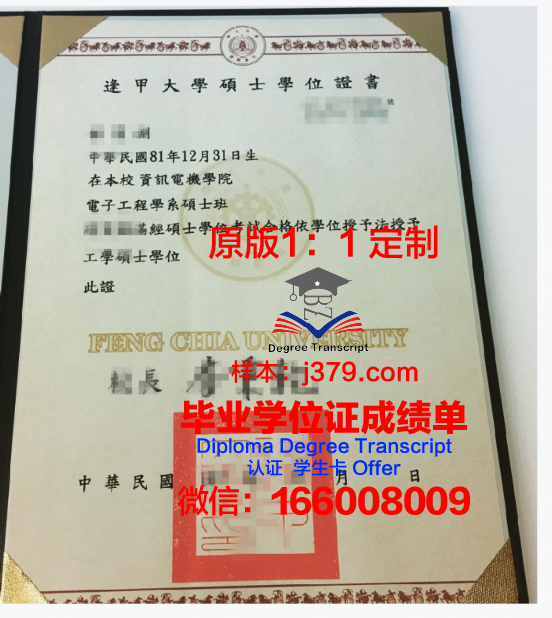 逢甲大學碩士學位證書
號
中華民國81年12月31日生
在本校資訊電機學院
電子工程學系碩士班
經碩士學位考試合格依學位授予法授予
工學碩士學位
此證
原版1：1定制
FENG CHIA UNIVERSITY
Degree Transcript
長
样本：j379.com
毕业学位证成绩单
Diploma Degree Transcript
认证 学生卡 Offer
中華民國 月 日
微信：166008009